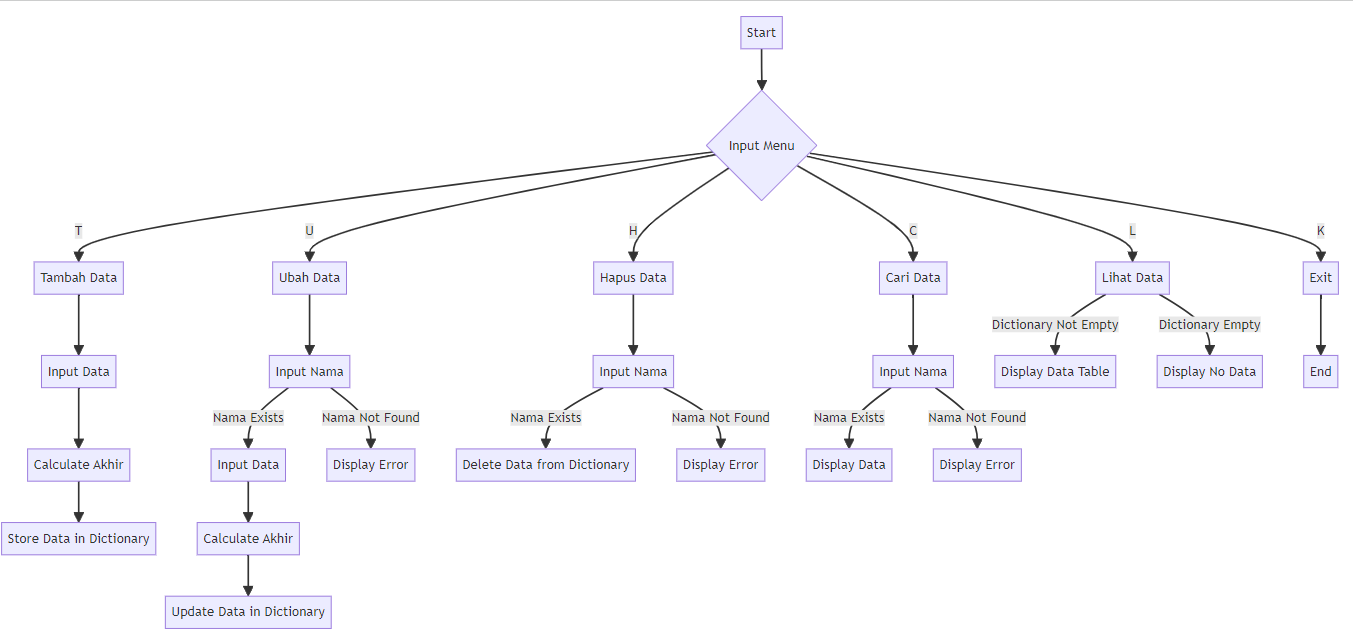 Start
Input Menu
T
U
H
C
L
K
Tambah Data
Ubah Data
Hapus Data
Cari Data
Lihat Data
Exit
Dictionary Not Empty
Dictionary Empty
Input Data
Input Nama
Input Nama
Input Nama
Display Data Table
Display No Data
End
Nama Exists
Nama Not Found
Nama Exists
Nama Not Found
Nama Exists
Nama Not Found
Calculate Akhir
Input Data
Display Error
Delete Data from Dictionary
Display Error
Display Data
Display Error
Store Data in Dictionary
Calculate Akhir
Update Data in Dictionary